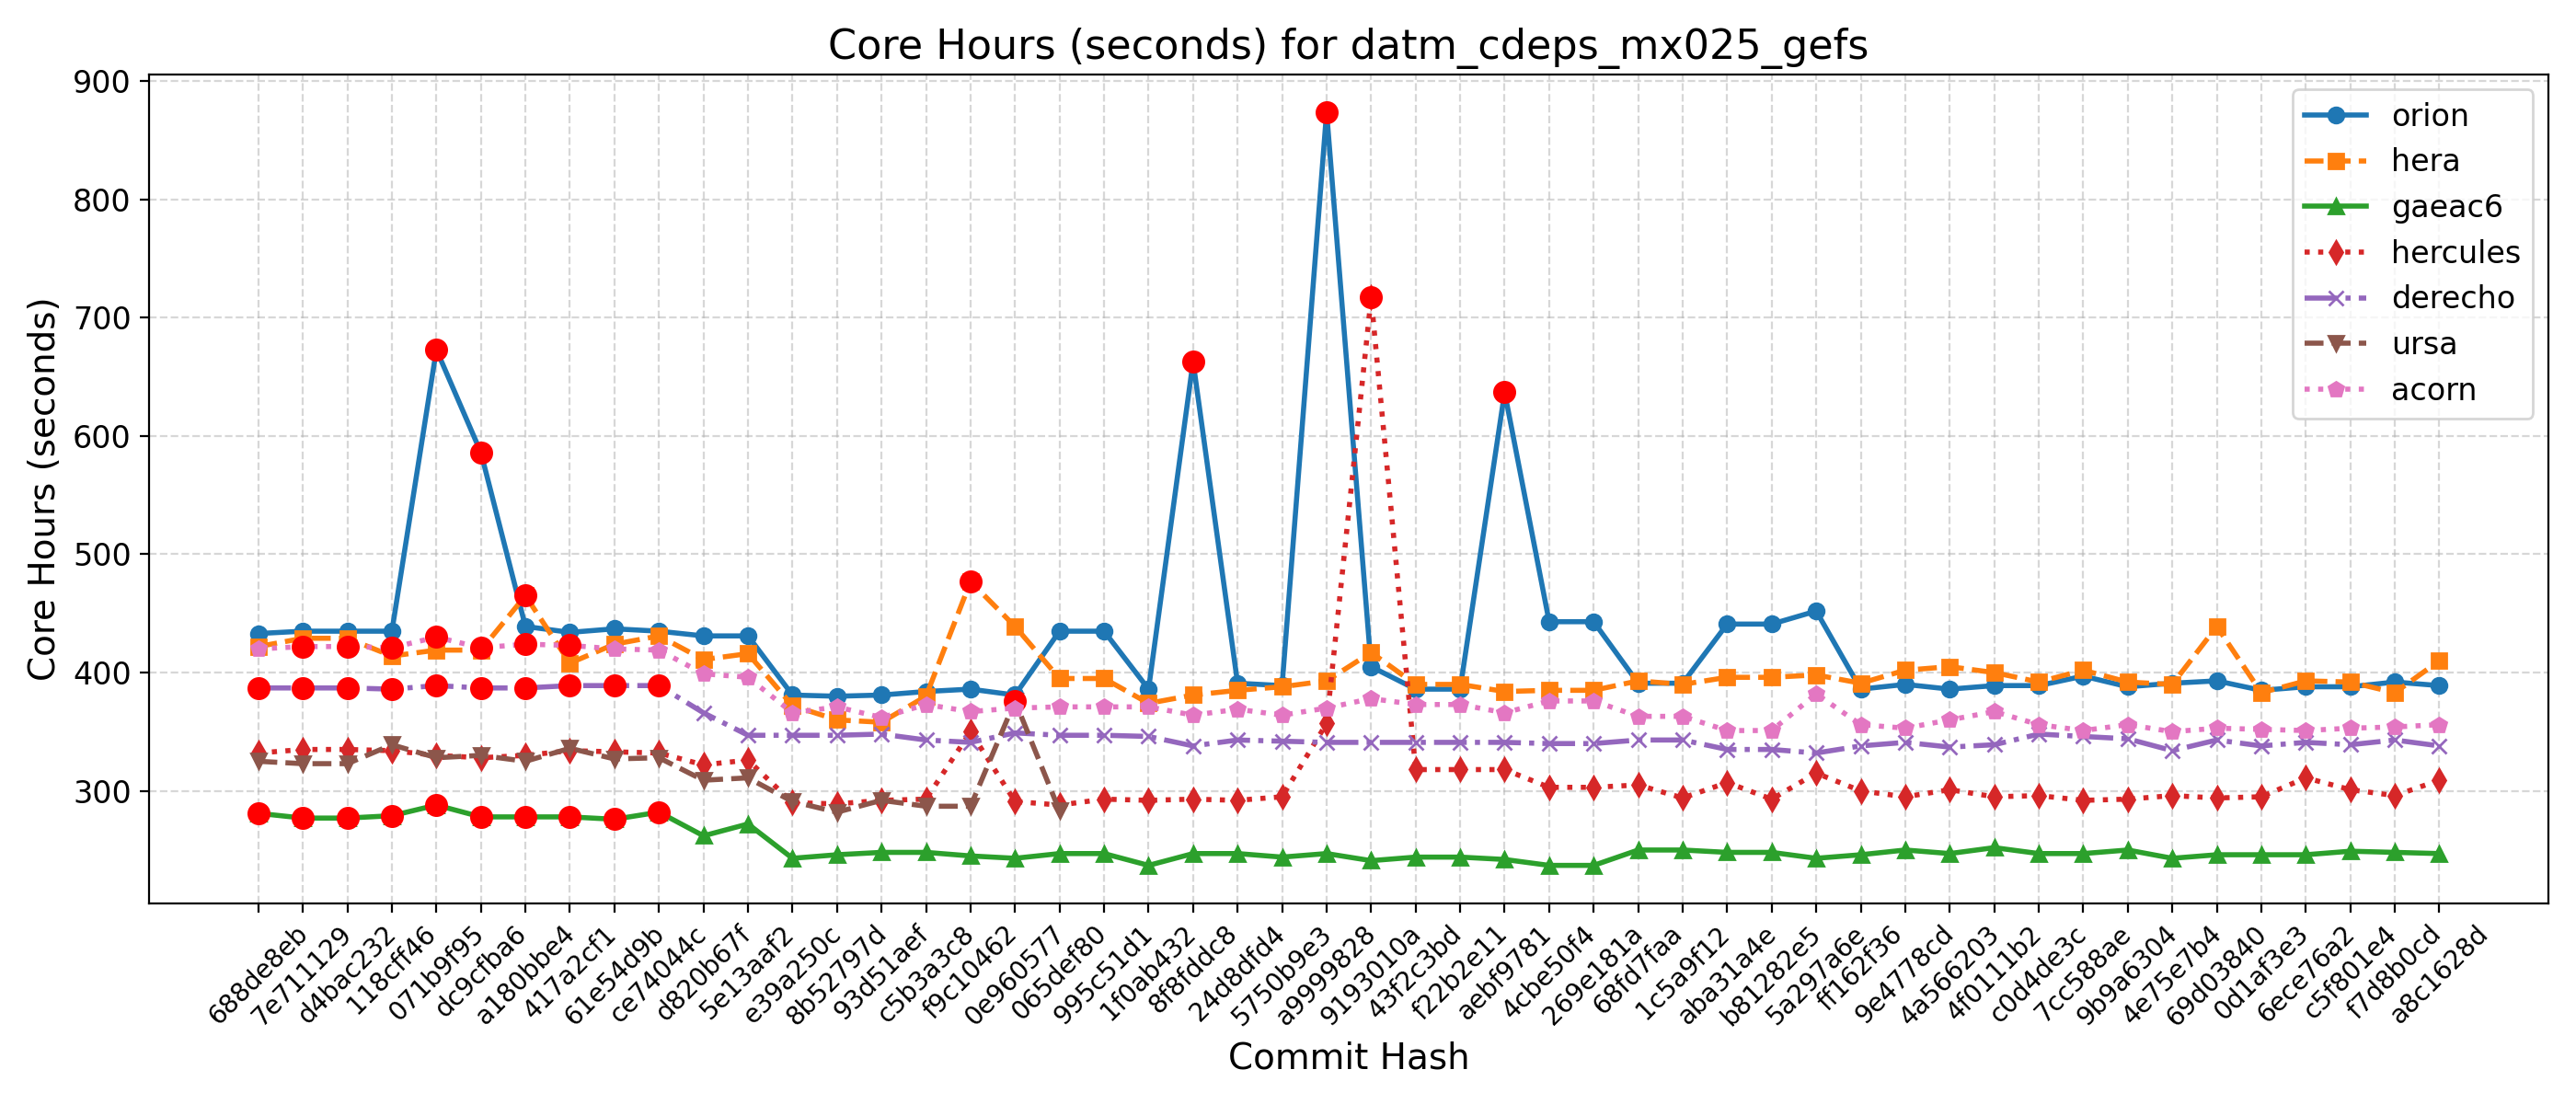 Core Hours (seconds) for datm_cdeps_mx025_gefs
Core Hours (seconds)
900
800
700
600
500
400
300
orion
hera
gaeac6
hercules
derecho
ursa
acorn
688de8eb
7e711129
d4bac232
118cff46
071b9f95
dc9cfba6
a180bbe4
417a2cf1
61e54d9b
ce74044c
d820b67f
5e13aaf2
e39a250c
8b52797d
93d51aef
c5b3a3c8
f9c10462
0e960577
065def80
995c51d1
1f0ab432
8f8fddc8
24d8dfd4
5750b9e3
a9999828
9193010a
43f2c3bd
f22b2e11
aebf9781
4cbe50f4
269e181a
68fd7faa
1c5a9f12
aba31a4e
b81282e5
5a297a6e
ff162f36
9e4778cd
4a566203
4f0111b2
c0d4de3c
7cc588ae
9b9a6304
4e75e7b4
69d03840
0d1af3e3
6ece76a2
c5f801e4
f7d8b0cd
a8c1628d
Commit Hash